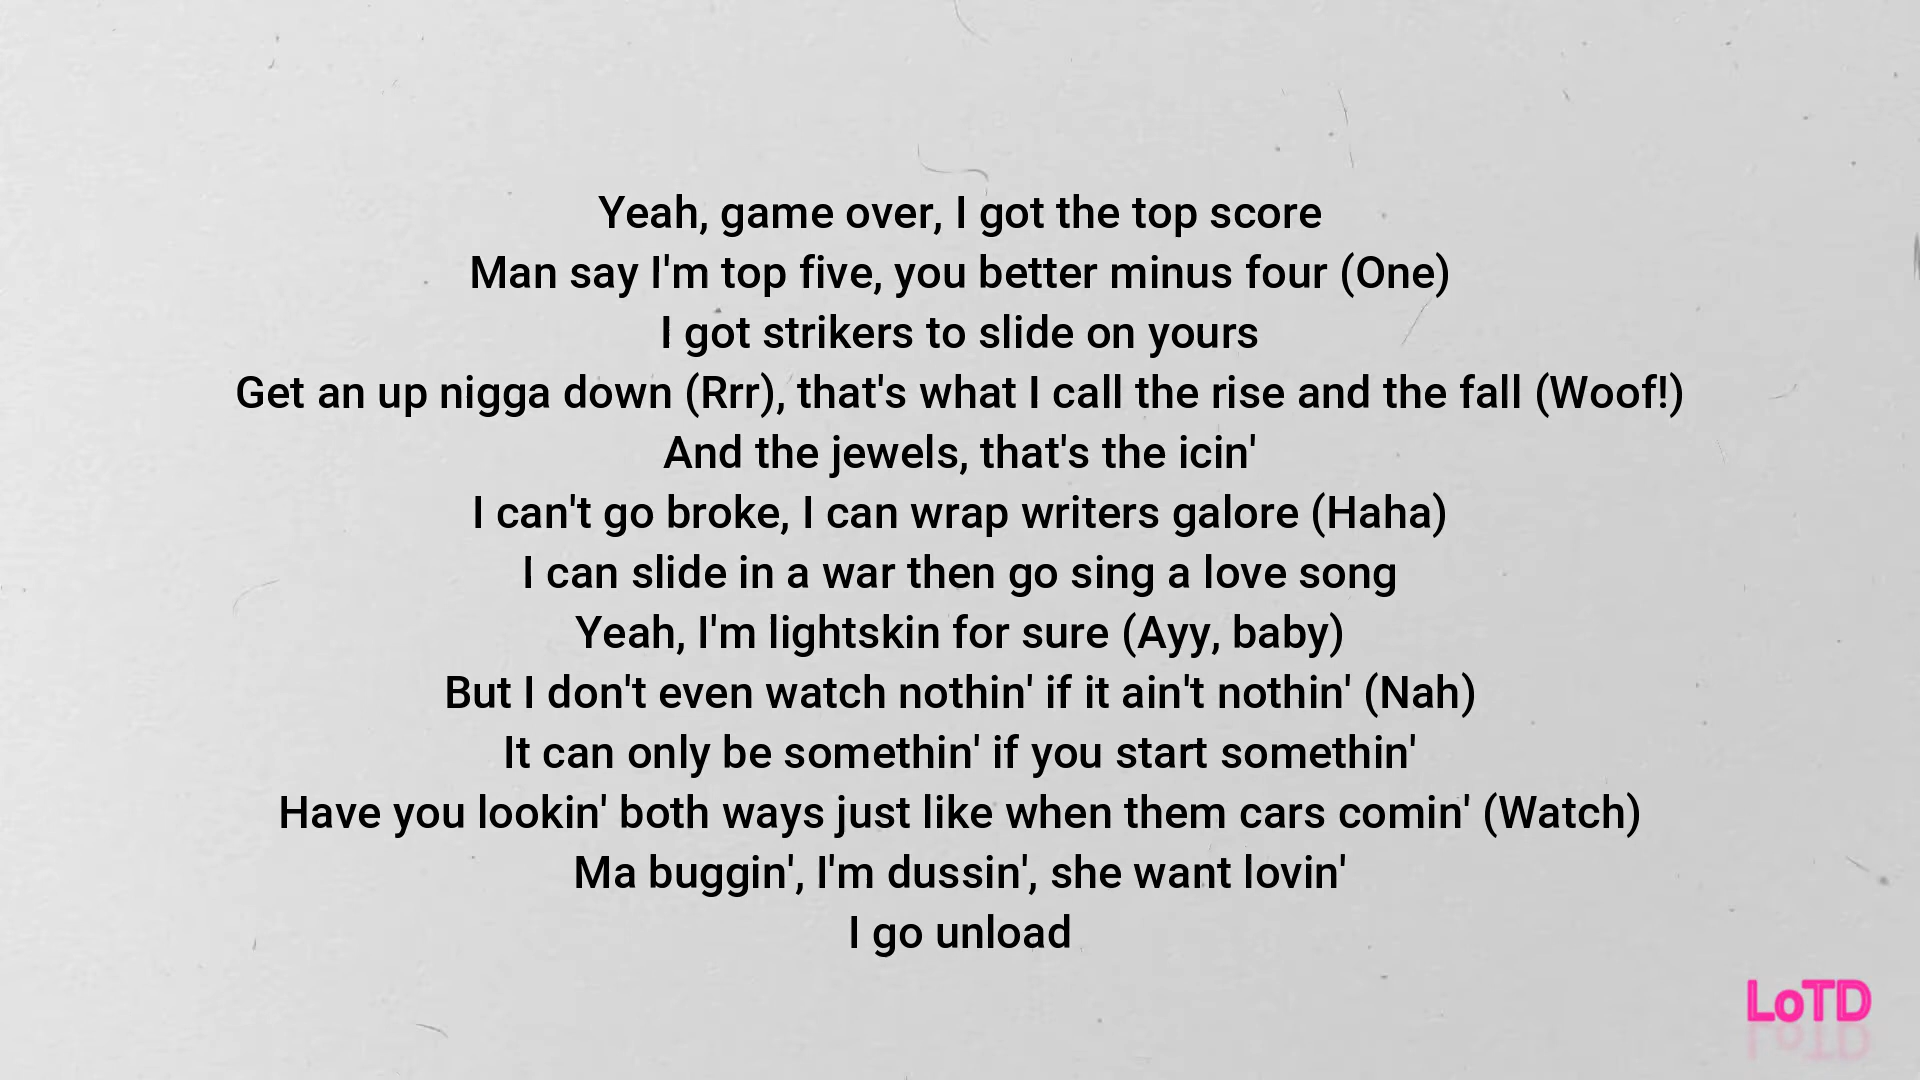 Yeah, game over, I got the top score
Man say I'm top five, you better minus four (One)
I got strikers to slide on yours
Get an up nigga down (Rrr), that's what I call the rise and the fall (Woof!)
And the jewels, that's the icin'
I can't go broke, I can wrap writers galore (Haha)
I can slide in a war then go sing a love song
Yeah, I'm lightskin for sure (Ayy, baby)
But I don't even watch nothin' if it ain't nothin' (Nah)
It can only be somethin' if you start somethin'
Have you lookin' both ways just like when them cars comin' (Watch)
Ma buggin', I'm dussin', she want lovin'
I go unload
LoTD